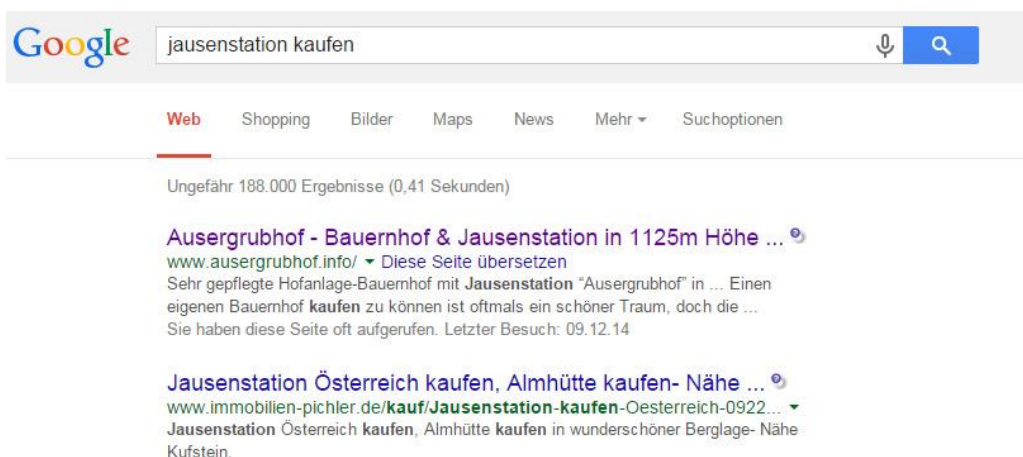 Google jausenstation kaufen
Web Shopping Bilder Maps News Mehr Suchoptionen
Ungefähr 188.000 Ergebnisse (0,41 Sekunden)
Ausergrubhof - Bauernhof & Jausenstation in 1125m Höhe ...
www.ausergrubhof.info/ Diese Seite übersetzen
Sehr gepflegte Hofanlage-Bauernhof mit Jausenstation "Ausergrubhof" in ... Einen
eigenen Bauernhof kaufen zu können ist oftmals ein schöner Traum, doch die ...
Sie haben diese Seite oft aufgerufen. Letzter Besuch: 09.12.14
Jausenstation Österreich kaufen, Almhütte kaufen- Nähe ...
www.immobilien-pichler.de/kauf/Jausenstation-kaufen-Oesterreich-0922...
Jausenstation Österreich kaufen, Almhütte kaufen in wunderschöner Berglage- Nähe
Kufstein.